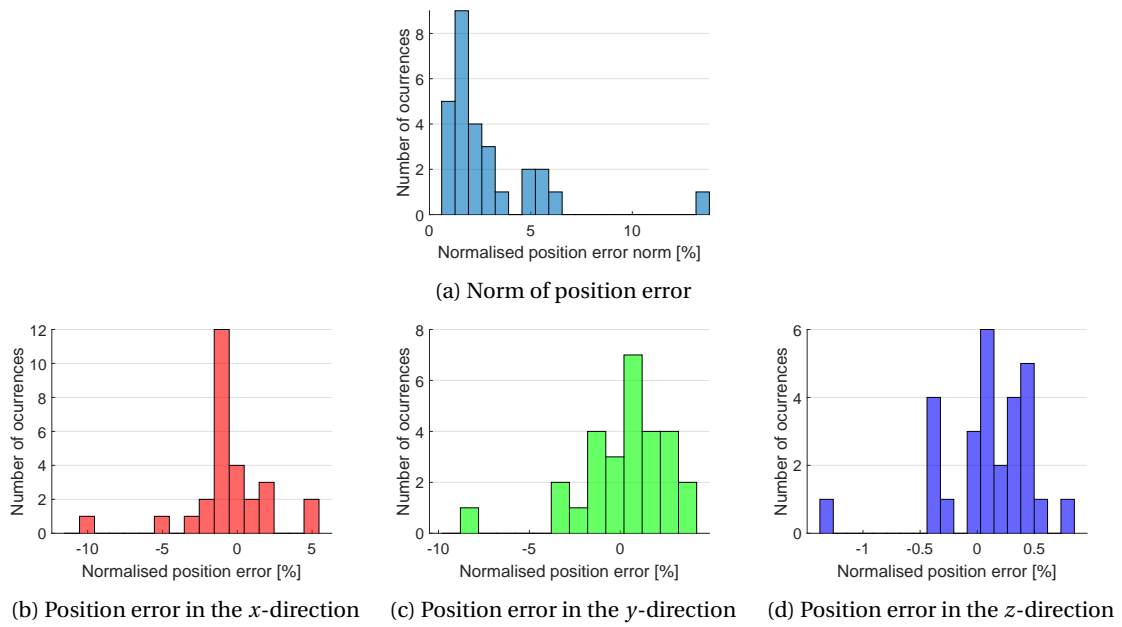 Number of ocurrences
8
6
4
2
0
0
5
10
Normalised position error norm [%]
(a) Norm of position error
Number of ocurrences
12
10
8
6
4
2
0
-10
-5
0
5
Normalised position error [%]
(b) Position error in the x-direction
Number of ocurrences
8
6
4
2
0
-10
-5
0
Normalised position error [%]
(c) Position error in the y-direction
Number of ocurrences
6
4
2
0
-1
-0.5
0
0.5
Normalised position error [%]
(d) Position error in the z-direction